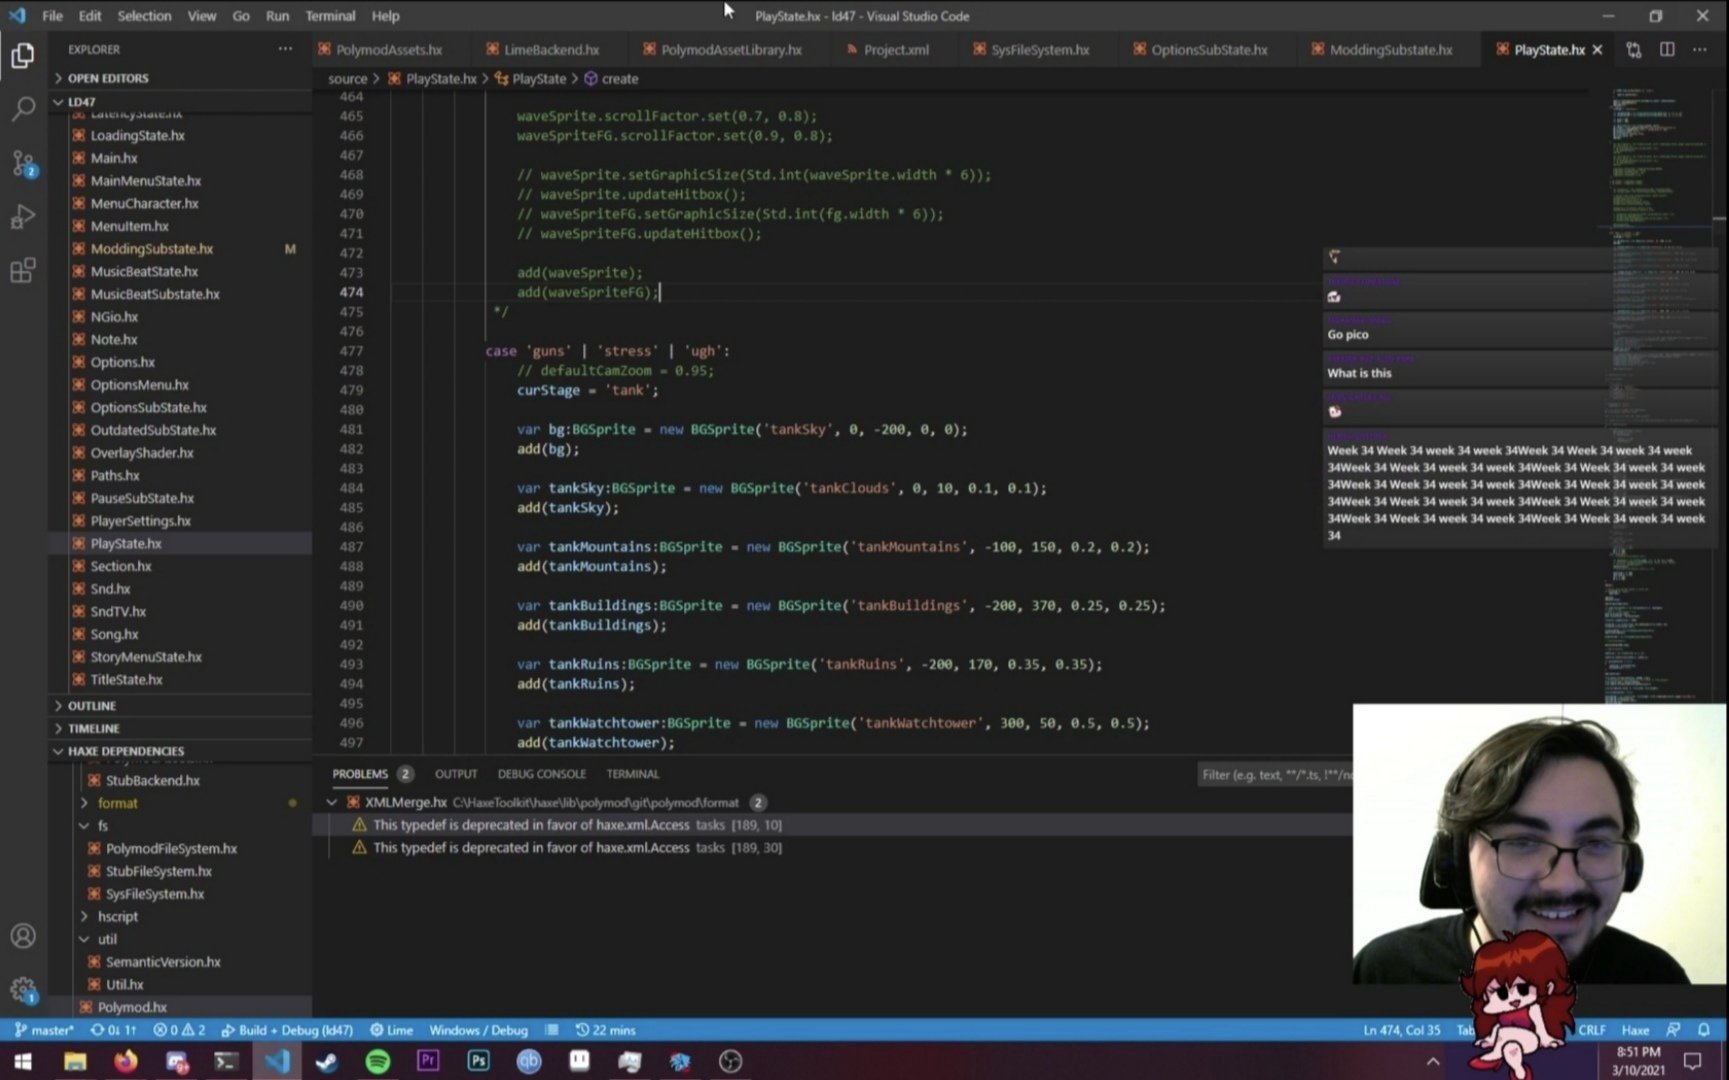 File Edit Selection View Go Run Terminal Help
PlayState.hx - ld47 - Visual Studio Code
EXPLORER
PolymodAssets.hx LimeBackend.hx PolymodAssetLibrary.hx Project.xml SysFileSystem.hx OptionsSubState.hx ModdingSubstate.hx PlayState.hx
OPEN EDITORS
source > PlayState.hx > PlayState > create
LD47
LatencyState.hx
LoadingState.hx
Main.hx
MainMenuState.hx
MenuCharacter.hx
MenuItem.hx
ModdingSubstate.hx M
MusicBeatState.hx
MusicBeatSubstate.hx
NGio.hx
Note.hx
Options.hx
OptionsMenu.hx
OptionsSubState.hx
OutdatedSubState.hx
OverlayShader.hx
Paths.hx
PauseSubState.hx
PlayerSettings.hx
PlayState.hx
Section.hx
Snd.hx
SndTV.hx
Song.hx
StoryMenuState.hx
TitleState.hx
OUTLINE
TIMELINE
HAXE DEPENDENCIES
StubBackend.hx
format
fs
PolymodFileSystem.hx
StubFileSystem.hx
SysFileSystem.hx
hscript
util
SemanticVersion.hx
Util.hx
Polymod.hx
464
465 waveSprite.scrollFactor.set(0.7, 0.8);
466 waveSpriteFG.scrollFactor.set(0.9, 0.8);
467
468 // waveSprite.setGraphicSize(Std.int(waveSprite.width * 6));
469 // waveSprite.updateHitbox();
470 // waveSpriteFG.setGraphicSize(Std.int(fg.width * 6));
471 // waveSpriteFG.updateHitbox();
472
473 add(waveSprite);
474 add(waveSpriteFG);
475 */
476
477 case 'guns' | 'stress' | 'ugh':
478 // defaultCamZoom = 0.95;
479 curStage = 'tank';
480
481 var bg:BGSprite = new BGSprite('tankSky', 0, -200, 0, 0);
482 add(bg);
483
484 var tankSky:BGSprite = new BGSprite('tankClouds', 0, 10, 0.1, 0.1);
485 add(tankSky);
486
487 var tankMountains:BGSprite = new BGSprite('tankMountains', -100, 150, 0.2, 0.2);
488 add(tankMountains);
489
490 var tankBuildings:BGSprite = new BGSprite('tankBuildings', -200, 370, 0.25, 0.25);
491 add(tankBuildings);
492
493 var tankRuins:BGSprite = new BGSprite('tankRuins', -200, 170, 0.35, 0.35);
494 add(tankRuins);
495
496 var tankWatchtower:BGSprite = new BGSprite('tankWatchtower', 300, 50, 0.5, 0.5);
497 add(tankWatchtower);
Go pico
What is this
Week 34 Week 34 week 34 week 34Week 34 Week 34 week 34 week
34Week 34 Week 34 week 34 week 34Week 34 Week 34 week 34 week
34Week 34 Week 34 week 34 week 34Week 34 Week 34 week 34 week
34Week 34 Week 34 week 34 week 34Week 34 Week 34 week 34 week
34Week 34 Week 34 week 34 week 34Week 34 Week 34 week 34 week
34
PROBLEMS 2 OUTPUT DEBUG CONSOLE TERMINAL
Filter (e.g. text, **/*.ts, !**/no
XMLMerge.hx C:\HaxeToolkit\haxe\lib\polymod\git\polymod\format 2
This typedef is deprecated in favor of haxe.xml.Access tasks [189, 10]
This typedef is deprecated in favor of haxe.xml.Access tasks [189, 30]
master* 0↓ 1↑ 0 2 Build + Debug (ld47) Lime Windows / Debug 22 mins
Ln 474, Col 35 CRLF Haxe
Pr Ps qb
8:51 PM
3/10/2021